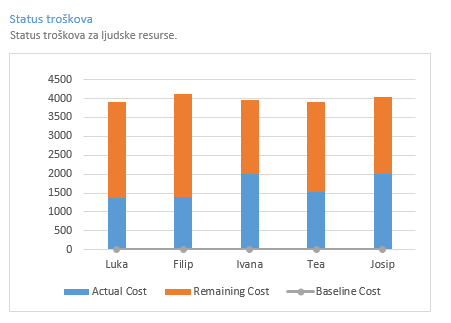 Status troškova
Status troškova za ljudske resurse.
4500
4000
3500
3000
2500
2000
1500
1000
500
0
Luka Filip Ivana Tea Josip
Actual Cost Remaining Cost Baseline Cost